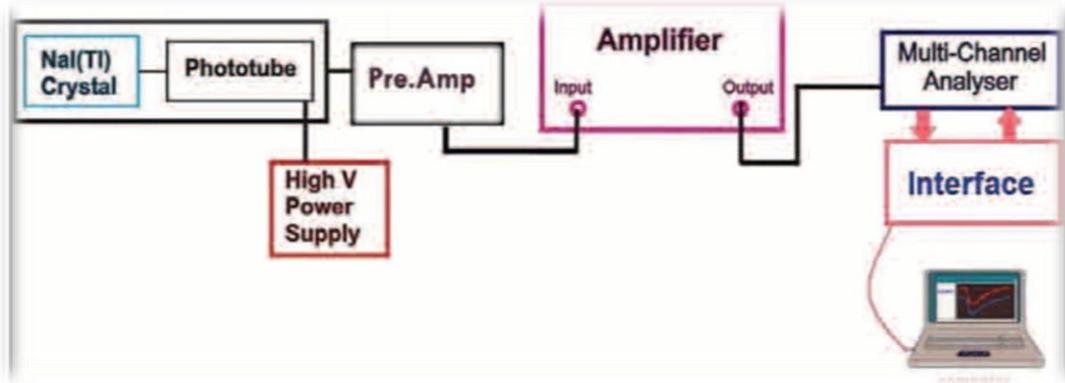 NaI(Tl)
Crystal
Phototube
Pre.Amp
High V
Power
Supply
Amplifier
Input
Output
Multi-Channel
Analyser
Interface